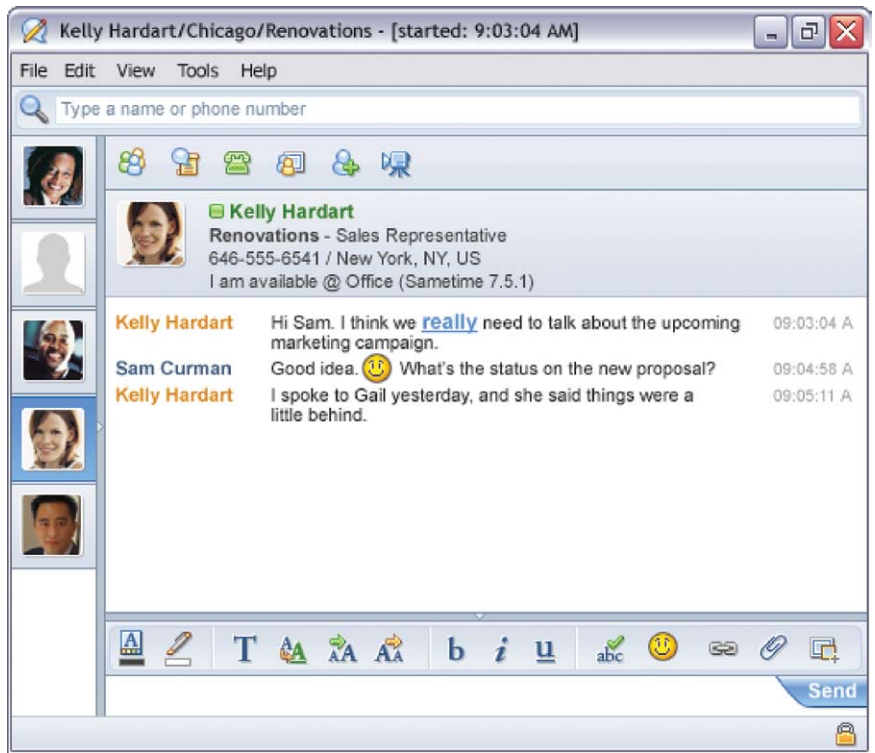 Kelly Hardart/Chicago/Renovations - [started: 9:03:04 AM]
File Edit View Tools Help
Type a name or phone number
Kelly Hardart
Renovations - Sales Representative
646-555-6541 / New York, NY, US
I am available @ Office (Sametime 7.5.1)
Kelly Hardart Hi Sam. I think we really need to talk about the upcoming 09:03:04 A
marketing campaign.
Sam Curman Good idea. What's the status on the new proposal? 09:04:58 A
Kelly Hardart I spoke to Gail yesterday, and she said things were a 09:05:11 A
little behind.
A T A A A A A A b i u abc
Send